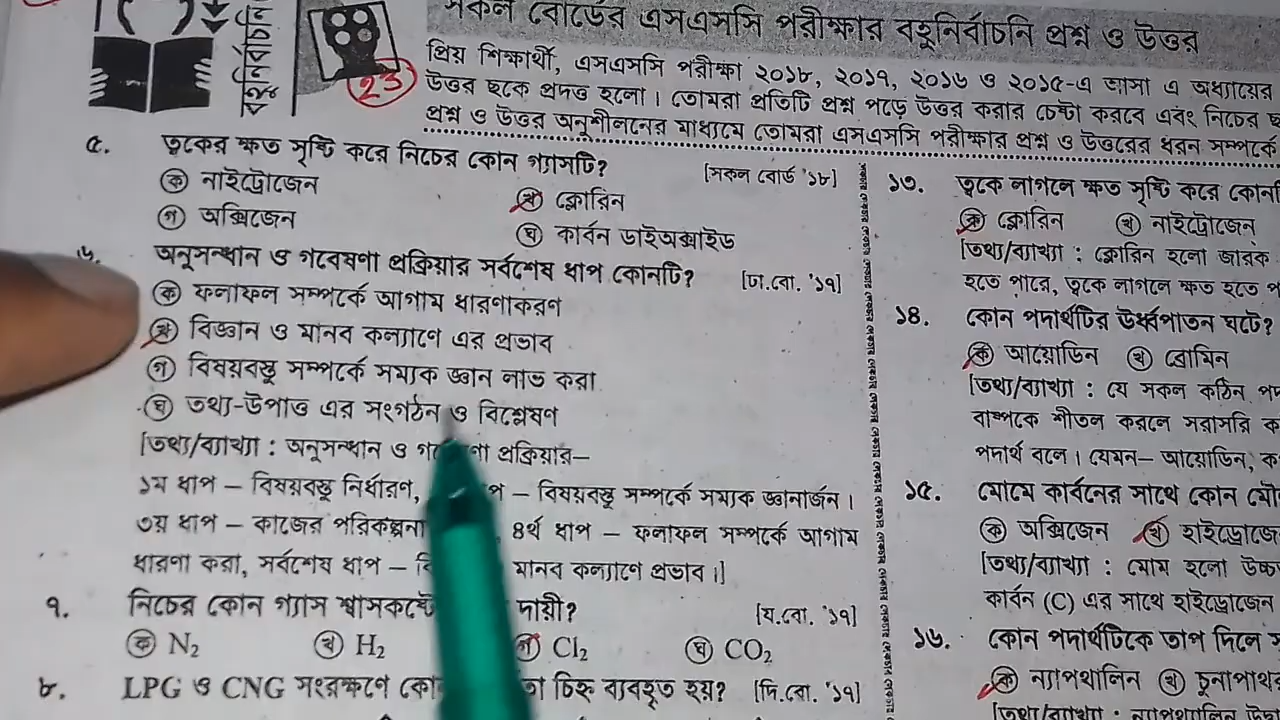 বহুনির্বাচনি
সকল বোর্ডের এসএসসি পরীক্ষার বহুনির্বাচনি প্রশ্ন ও উত্তর
23
প্রিয় শিক্ষার্থী, এসএসসি পরীক্ষা ২০১৮, ২০১৭, ২০১৬ ও ২০১৫-এ আসা এ অধ্যায়ের
উত্তর ছকে প্রদত্ত হলো। তোমরা প্রতিটি প্রশ্ন পড়ে উত্তর করার চেষ্টা করবে এবং নিচের
প্রশ্ন ও উত্তর অনুশীলনের মাধ্যমে তোমরা এসএসসি পরীক্ষার প্রশ্ন ও উত্তরের ধরন সম্পর্কে
৫. ত্বকের ক্ষত সৃষ্টি করে নিচের কোন গ্যাসটি? [সকল বোর্ড '১৮]
ক নাইট্রোজেন খ ক্লোরিন
গ অক্সিজেন ঘ কার্বন ডাইঅক্সাইড
৬. অনুসন্ধান ও গবেষণা প্রক্রিয়ার সর্বশেষ ধাপ কোনটি? [ঢা.বো. '১৭]
ক ফলাফল সম্পর্কে আগাম ধারণাকরণ
খ বিজ্ঞান ও মানব কল্যাণে এর প্রভাব
গ বিষয়বস্তু সম্পর্কে সম্যক জ্ঞান লাভ করা
ঘ তথ্য-উপাত্ত এর সংগঠন ও বিশ্লেষণ
[তথ্য/ব্যাখ্যা : অনুসন্ধান ও প্রক্রিয়ার–
১ম ধাপ – বিষয়বস্তু নির্ধারণ, – বিষয়বস্তু সম্পর্কে সম্যক জ্ঞানার্জন।
৩য় ধাপ – কাজের পরিকল্পনা ৪র্থ ধাপ – ফলাফল সম্পর্কে আগাম
ধারণা করা, সর্বশেষ ধাপ – মানব কল্যাণে প্রভাব।]
৭. নিচের কোন গ্যাস শ্বাসকষ্টে দায়ী? [য.বো. '১৭]
ক N₂ খ H₂ গ Cl₂ ঘ CO₂
৮. LPG ও CNG সংরক্ষণে চিহ্ন ব্যবহৃত হয়? [দি.বো. '১৭]
১৩. ত্বকে লাগলে ক্ষত সৃষ্টি করে
ক ক্লোরিন খ নাইট্রোজেন
[তথ্য/ব্যাখ্যা : ক্লোরিন হলো জারক
হতে পারে, ত্বকে লাগলে ক্ষত হতে
১৪. কোন পদার্থটির ঊর্ধ্বপাতন ঘটে?
ক আয়োডিন খ ব্রোমিন
[তথ্য/ব্যাখ্যা : যে সকল কঠিন
বাষ্পকে শীতল করলে সরাসরি
পদার্থ বলে। যেমন– আয়োডিন,
১৫. মোমে কার্বনের সাথে কোন
ক অক্সিজেন খ
[তথ্য/ব্যাখ্যা : মোম হলো
কার্বন (C) এর সাথে হাইড্রোজেন
১৬. কোন পদার্থটিকে তাপ দিলে
ক ন্যাপথালিন খ
[তথ্য/ব্যাখ্যা : ন্যাপথালিন